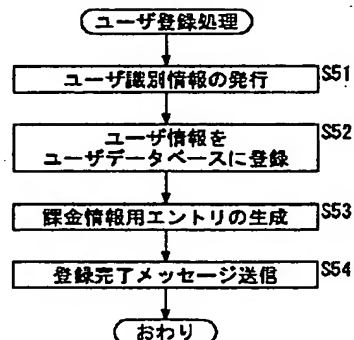 ユーザ登録処理
ユーザ識別情報の発行 S51
ユーザ情報を
ユーザデータベースに登録 S52
課金情報用エントリの生成 S53
登録完了メッセージ送信 S54
おわり